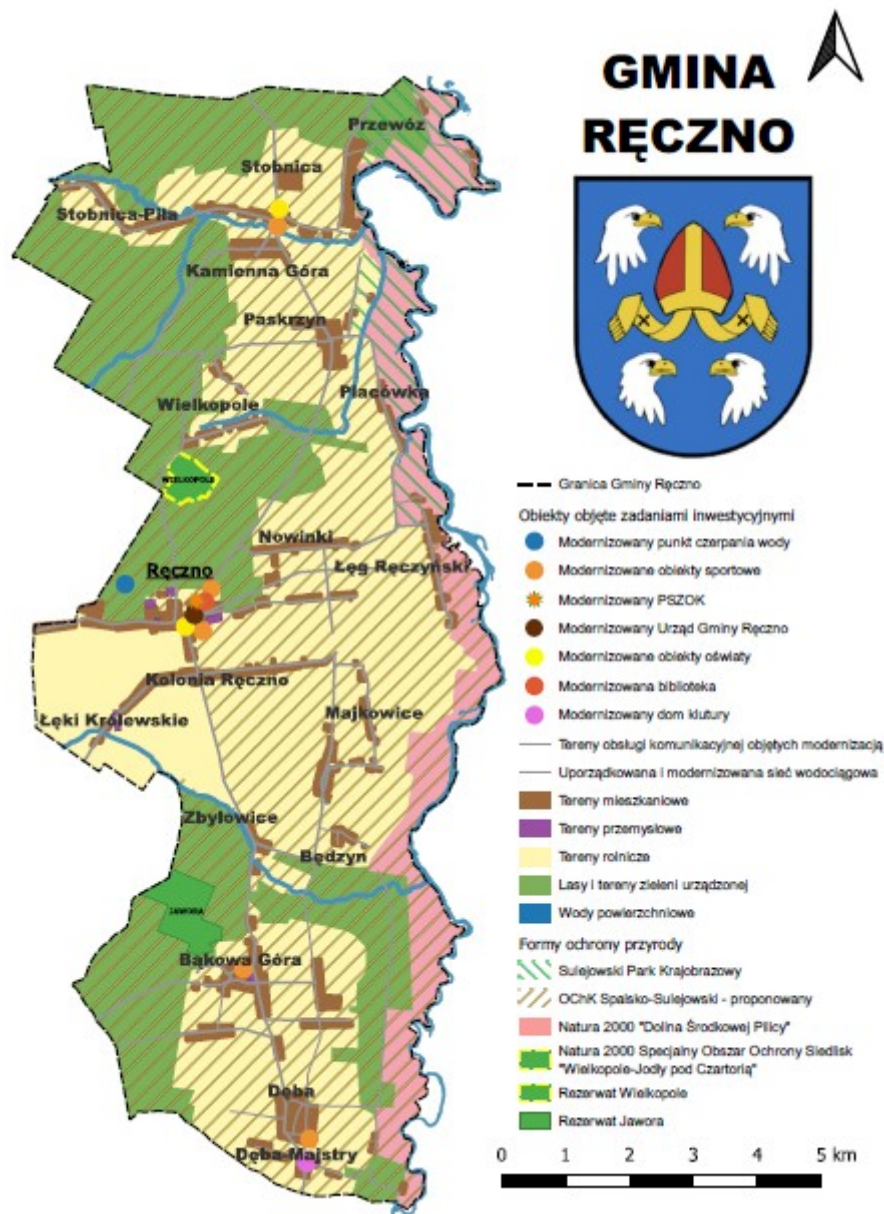 GMINA
RĘCZNO
Przewóz
Stobnica
Stobnica-Piła
Kamienna Góra
Paskrzyn
Placówka
Wielkopole
WIELKOPOLE
Nowinki
Ręczno
Łęg Ręczyński
Kolonia Ręczno
Łęki Królewskie
Majkowice
Zbyłowice
Będzyn
JAWORA
Bąkowa Góra
Dęba
Dęba-Majstry
Granica Gminy Ręczno
Obiekty objęte zadaniami inwestycyjnymi
Modernizowany punkt czerpania wody
Modernizowane obiekty sportowe
Modernizowany PSZOK
Modernizowany Urząd Gminy Ręczno
Modernizowane obiekty oświaty
Modernizowana biblioteka
Modernizowany dom klutury
Tereny obsługi komunikacyjnej objętych modernizacją
Uporządkowana i modernizowana sieć wodociągowa
Tereny mieszkaniowe
Tereny przemysłowe
Tereny rolnicze
Lasy i tereny zieleni urządzonej
Wody powierzchniowe
Formy ochrony przyrody
Sulejowski Park Krajobrazowy
OChK Spalsko-Sulejowski - proponowany
Natura 2000 "Dolina Środkowej Pilicy"
Natura 2000 Specjalny Obszar Ochrony Siedlisk
"Wielkopole-Jodły pod Czartorią"
Rezerwat Wielkopole
Rezerwat Jawora
0 1 2 3 4 5 km